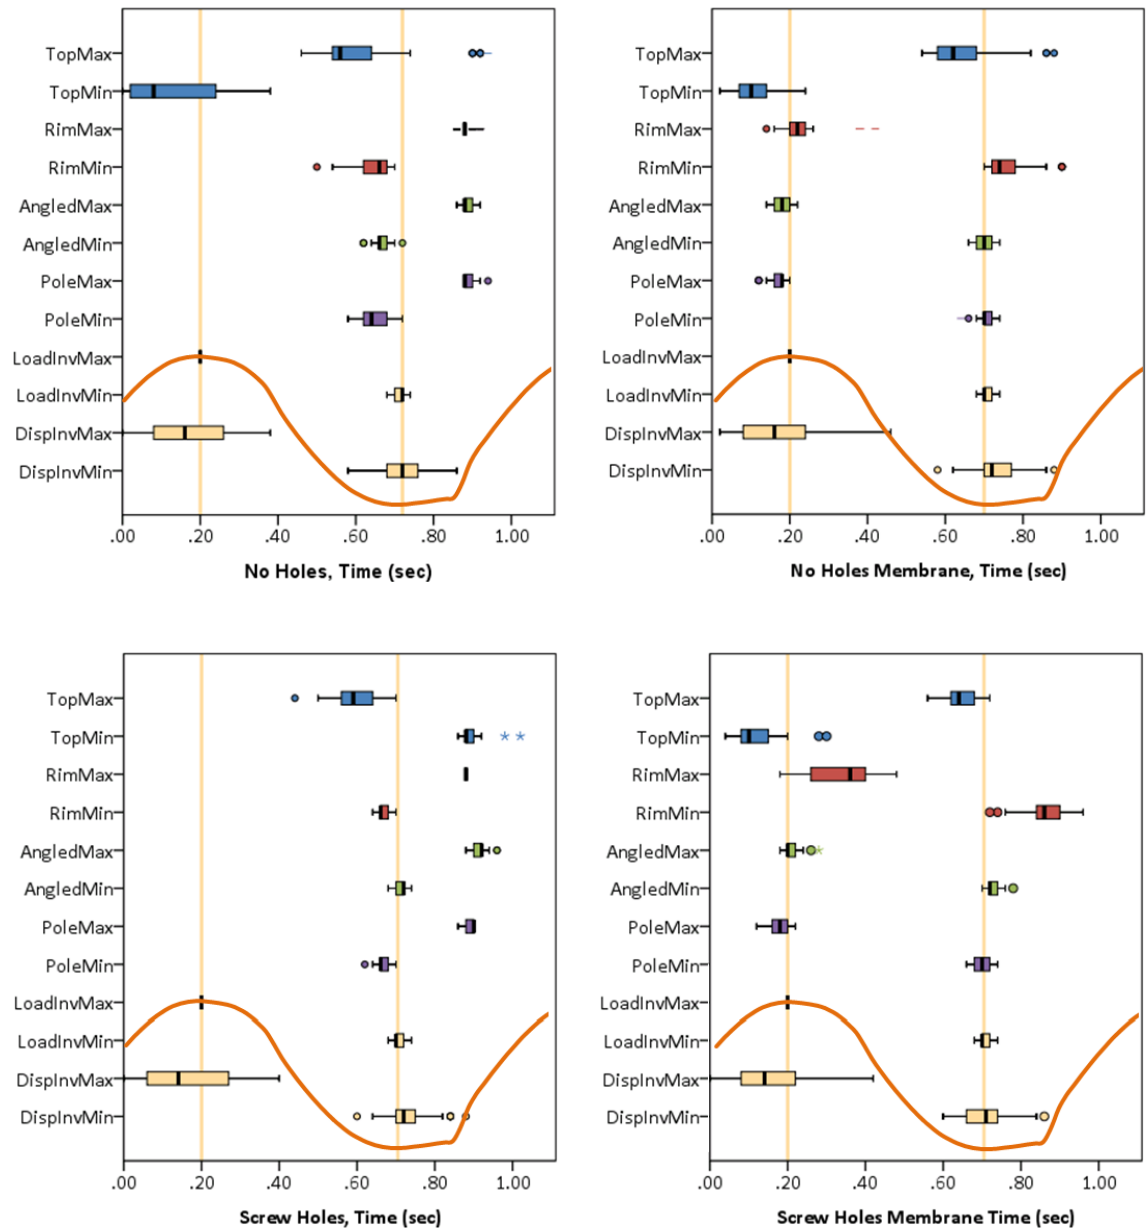 TopMax
TopMin
RimMax
RimMin
AngledMax
AngledMin
PoleMax
PoleMin
LoadInvMax
LoadInvMin
DispInvMax
DispInvMin
.00 .20 .40 .60 .80 1.00
No Holes, Time (sec)
TopMax
TopMin
RimMax
RimMin
AngledMax
AngledMin
PoleMax
PoleMin
LoadInvMax
LoadInvMin
DispInvMax
DispInvMin
.00 .20 .40 .60 .80 1.00
No Holes Membrane, Time (sec)
TopMax
TopMin
RimMax
RimMin
AngledMax
AngledMin
PoleMax
PoleMin
LoadInvMax
LoadInvMin
DispInvMax
DispInvMin
.00 .20 .40 .60 .80 1.00
Screw Holes, Time (sec)
TopMax
TopMin
RimMax
RimMin
AngledMax
AngledMin
PoleMax
PoleMin
LoadInvMax
LoadInvMin
DispInvMax
DispInvMin
.00 .20 .40 .60 .80 1.00
Screw Holes Membrane Time (sec)